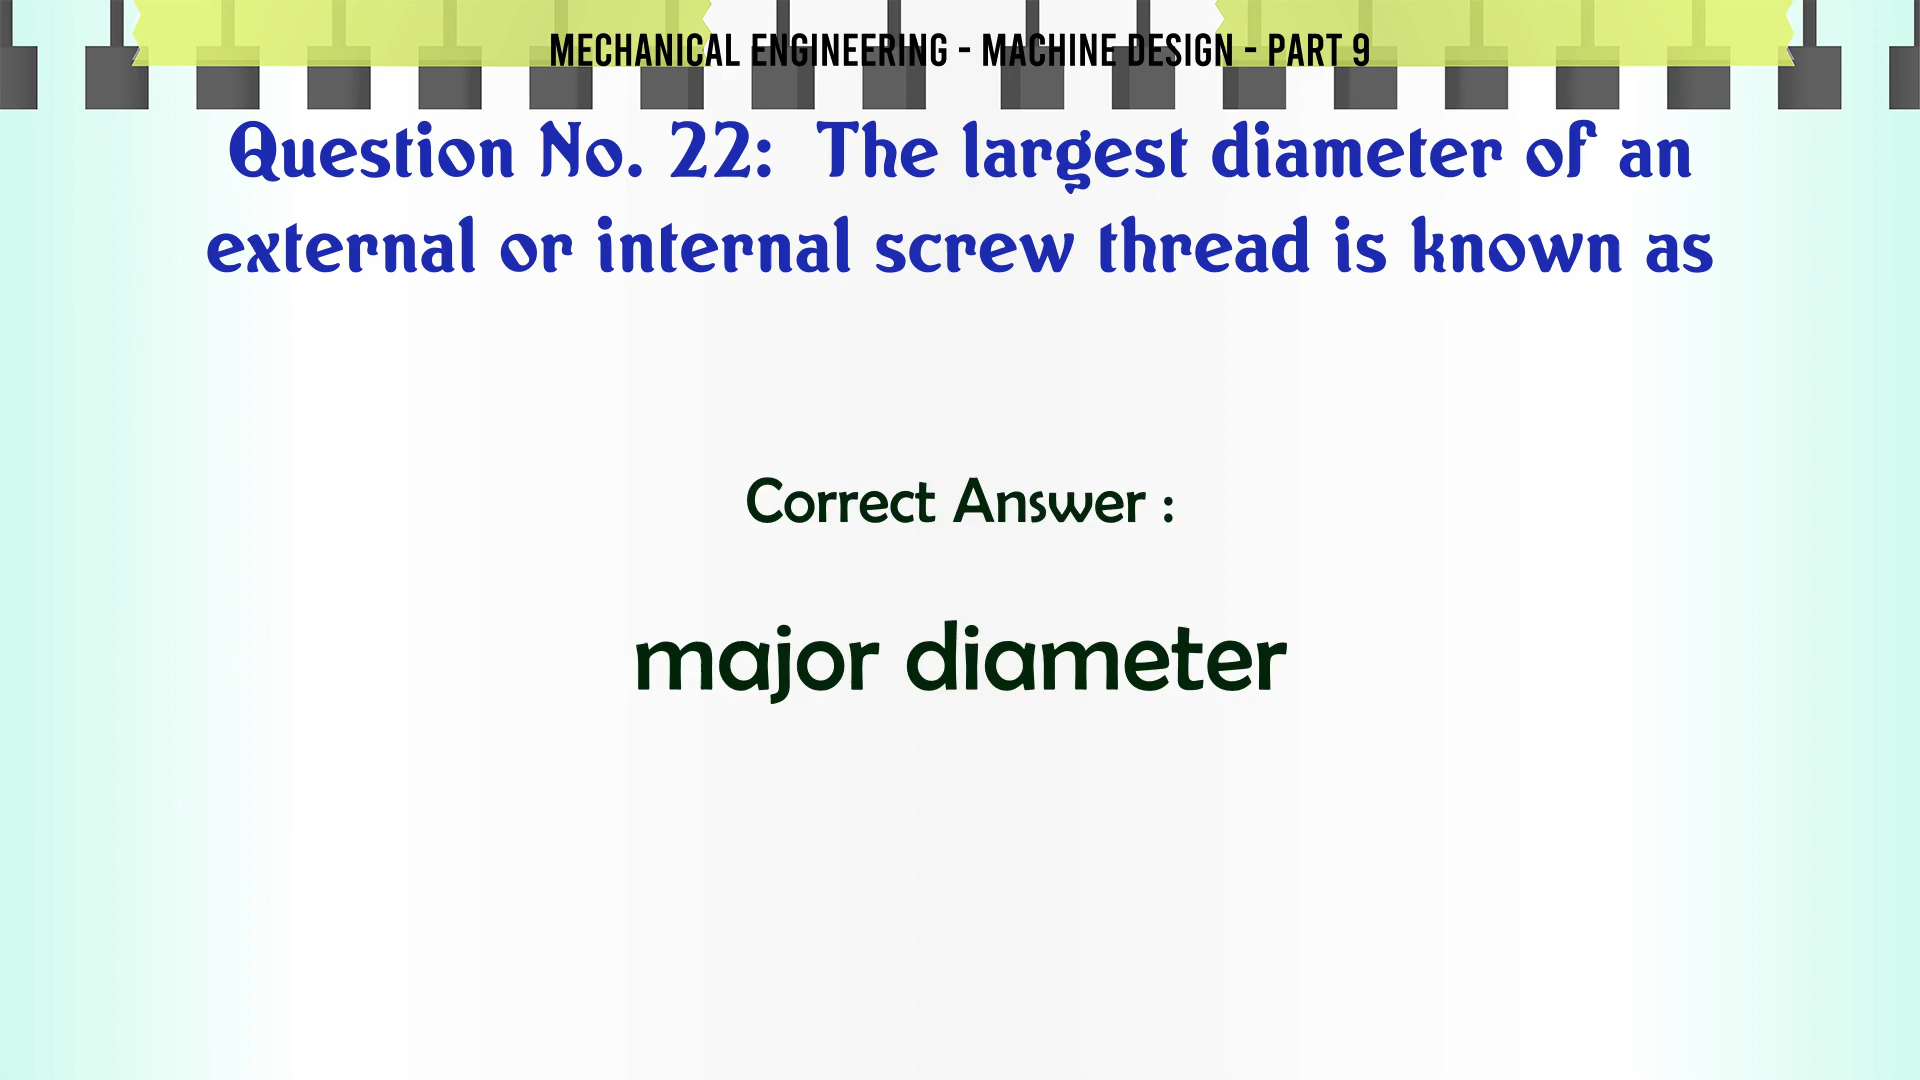 MECHANICAL ENGINEERING - MACHINE DESIGN - PART 9
Question No. 22:  The largest diameter of an
external or internal screw thread is known as
Correct Answer :
major diameter